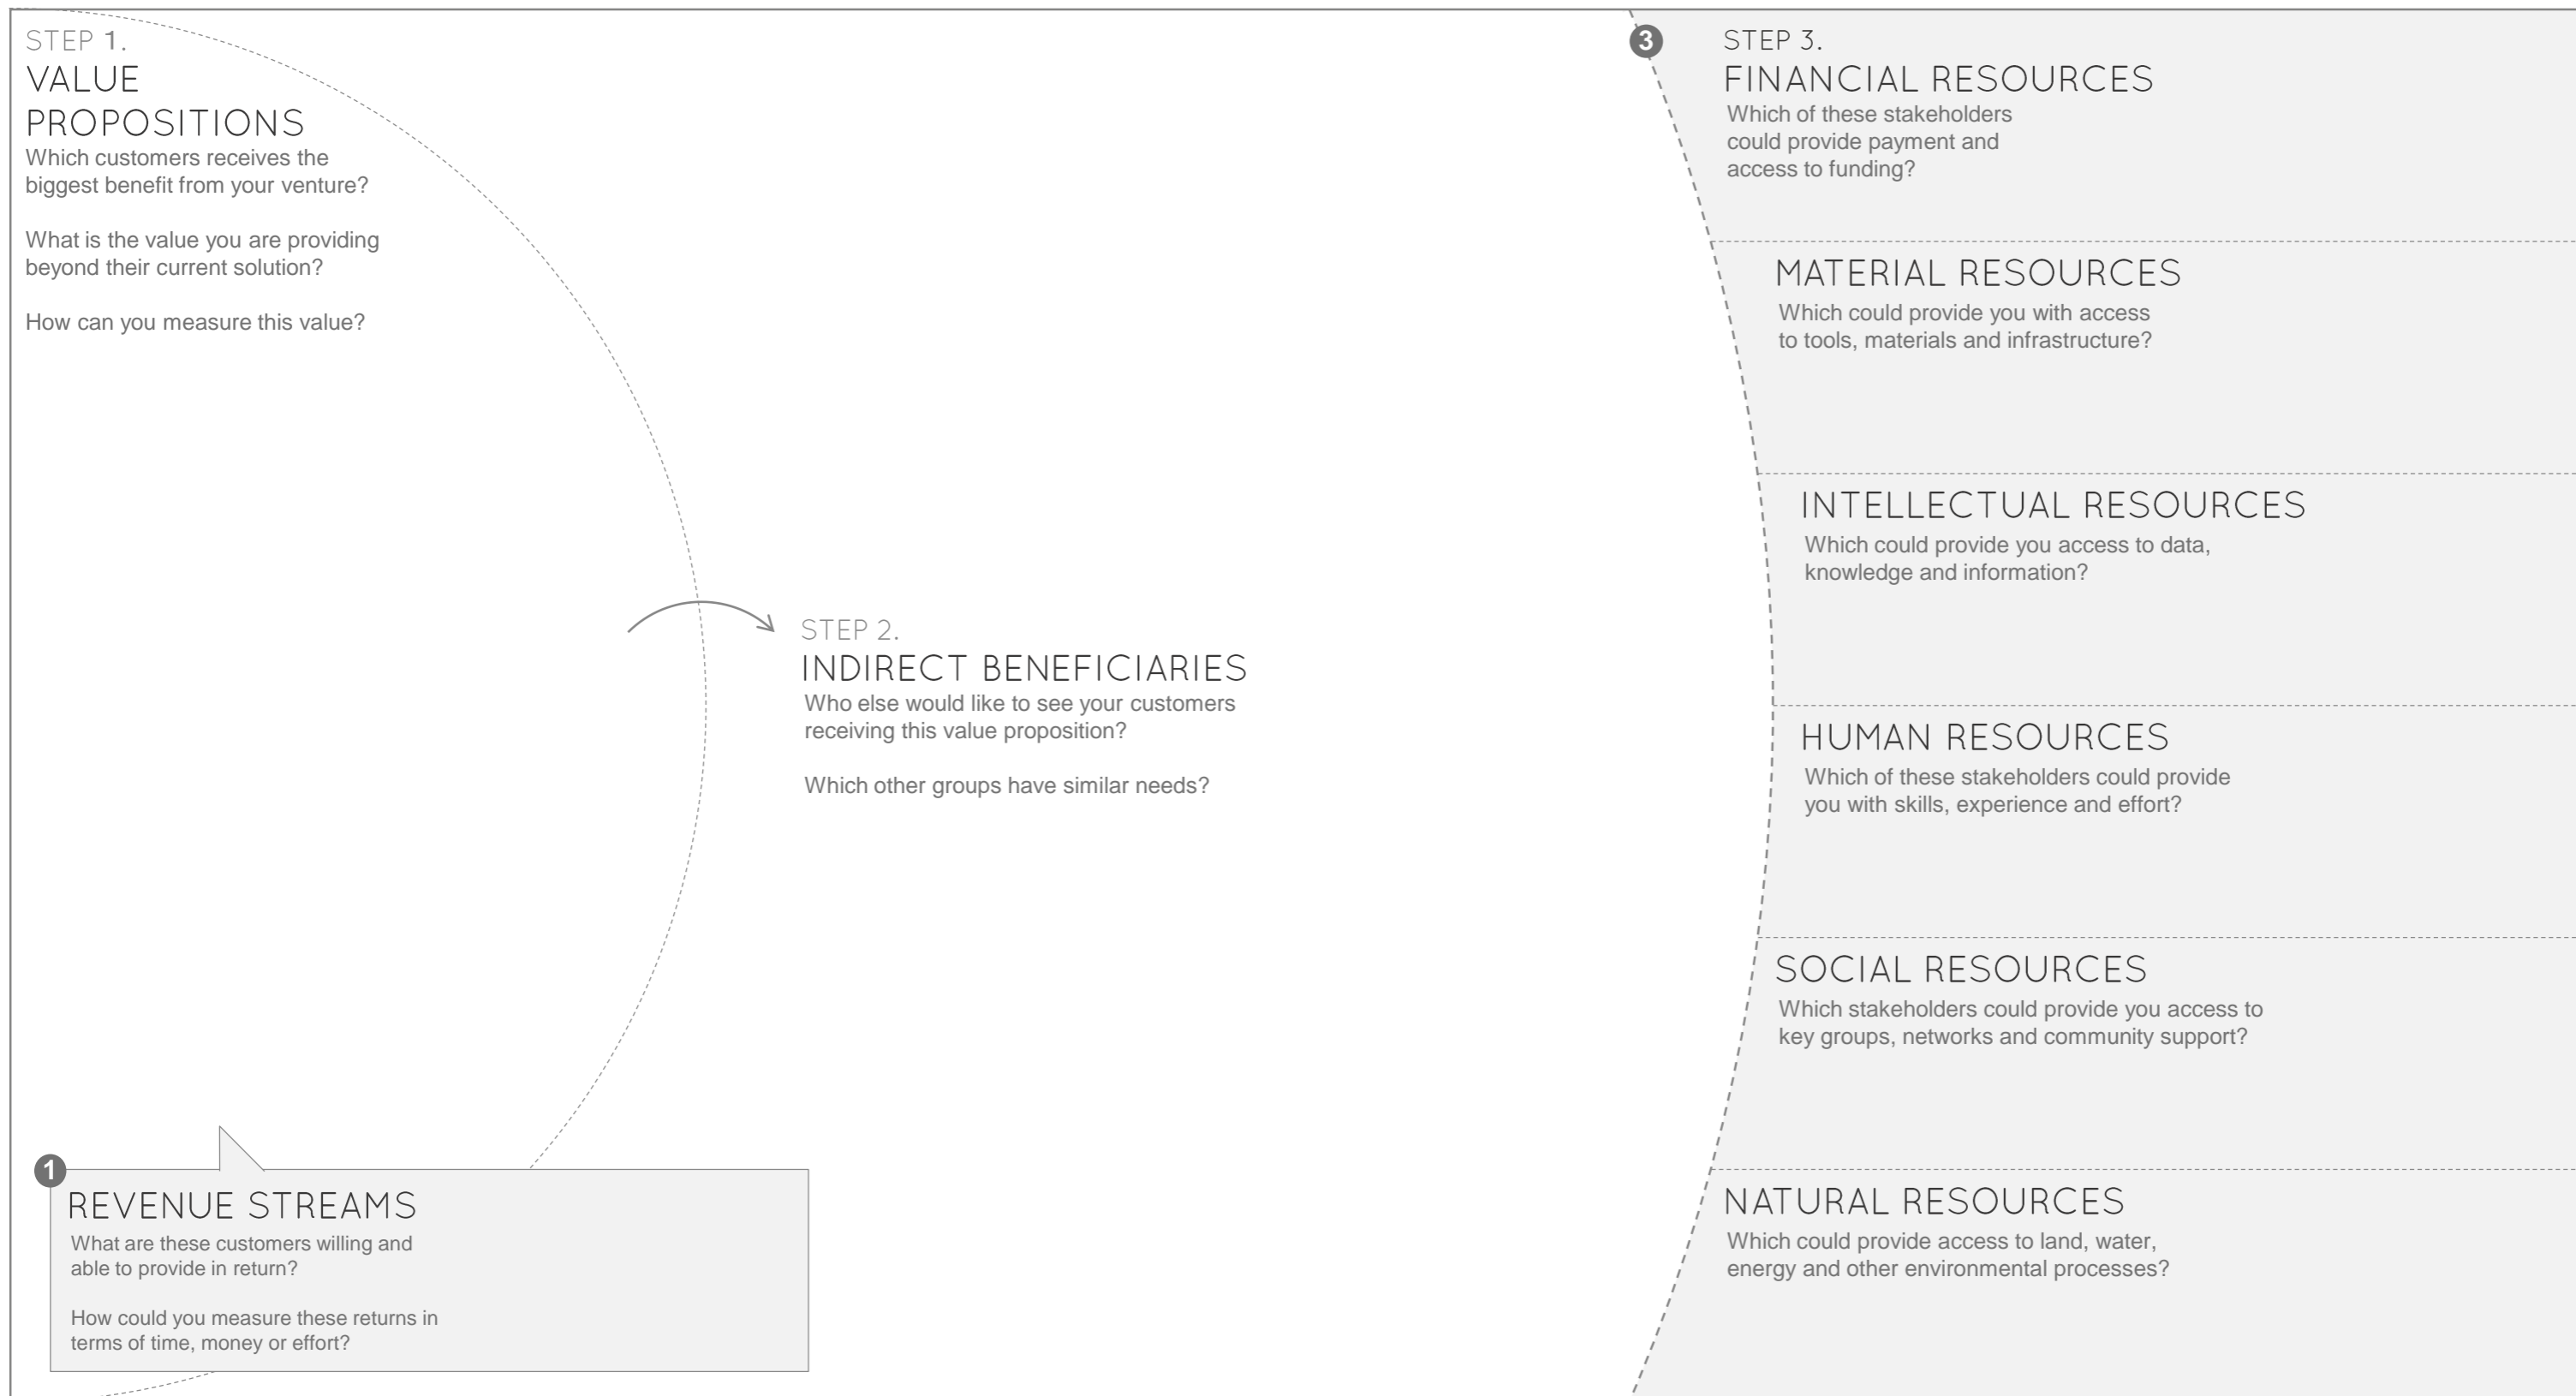 STEP 1.
VALUE
PROPOSITIONS
Which customers receives the
biggest benefit from your venture?
What is the value you are providing
beyond their current solution?
How can you measure this value?
1
REVENUE STREAMS
What are these customers willing and
able to provide in return?
How could you measure these returns in
terms of time, money or effort?
STEP 2.
INDIRECT BENEFICIARIES
Who else would like to see your customers
receiving this value proposition?
Which other groups have similar needs?
3
STEP 3.
FINANCIAL RESOURCES
Which of these stakeholders
could provide payment and
access to funding?
MATERIAL RESOURCES
Which could provide you with access
to tools, materials and infrastructure?
INTELLECTUAL RESOURCES
Which could provide you access to data,
knowledge and information?
HUMAN RESOURCES
Which of these stakeholders could provide
you with skills, experience and effort?
SOCIAL RESOURCES
Which stakeholders could provide you access to
key groups, networks and community support?
NATURAL RESOURCES
Which could provide access to land, water,
energy and other environmental processes?